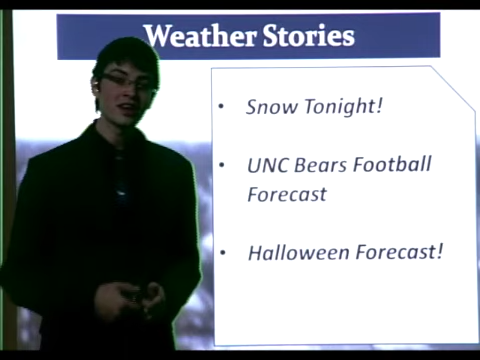 Weather Stories
• Snow Tonight!
• UNC Bears Football
Forecast
• Halloween Forecast!